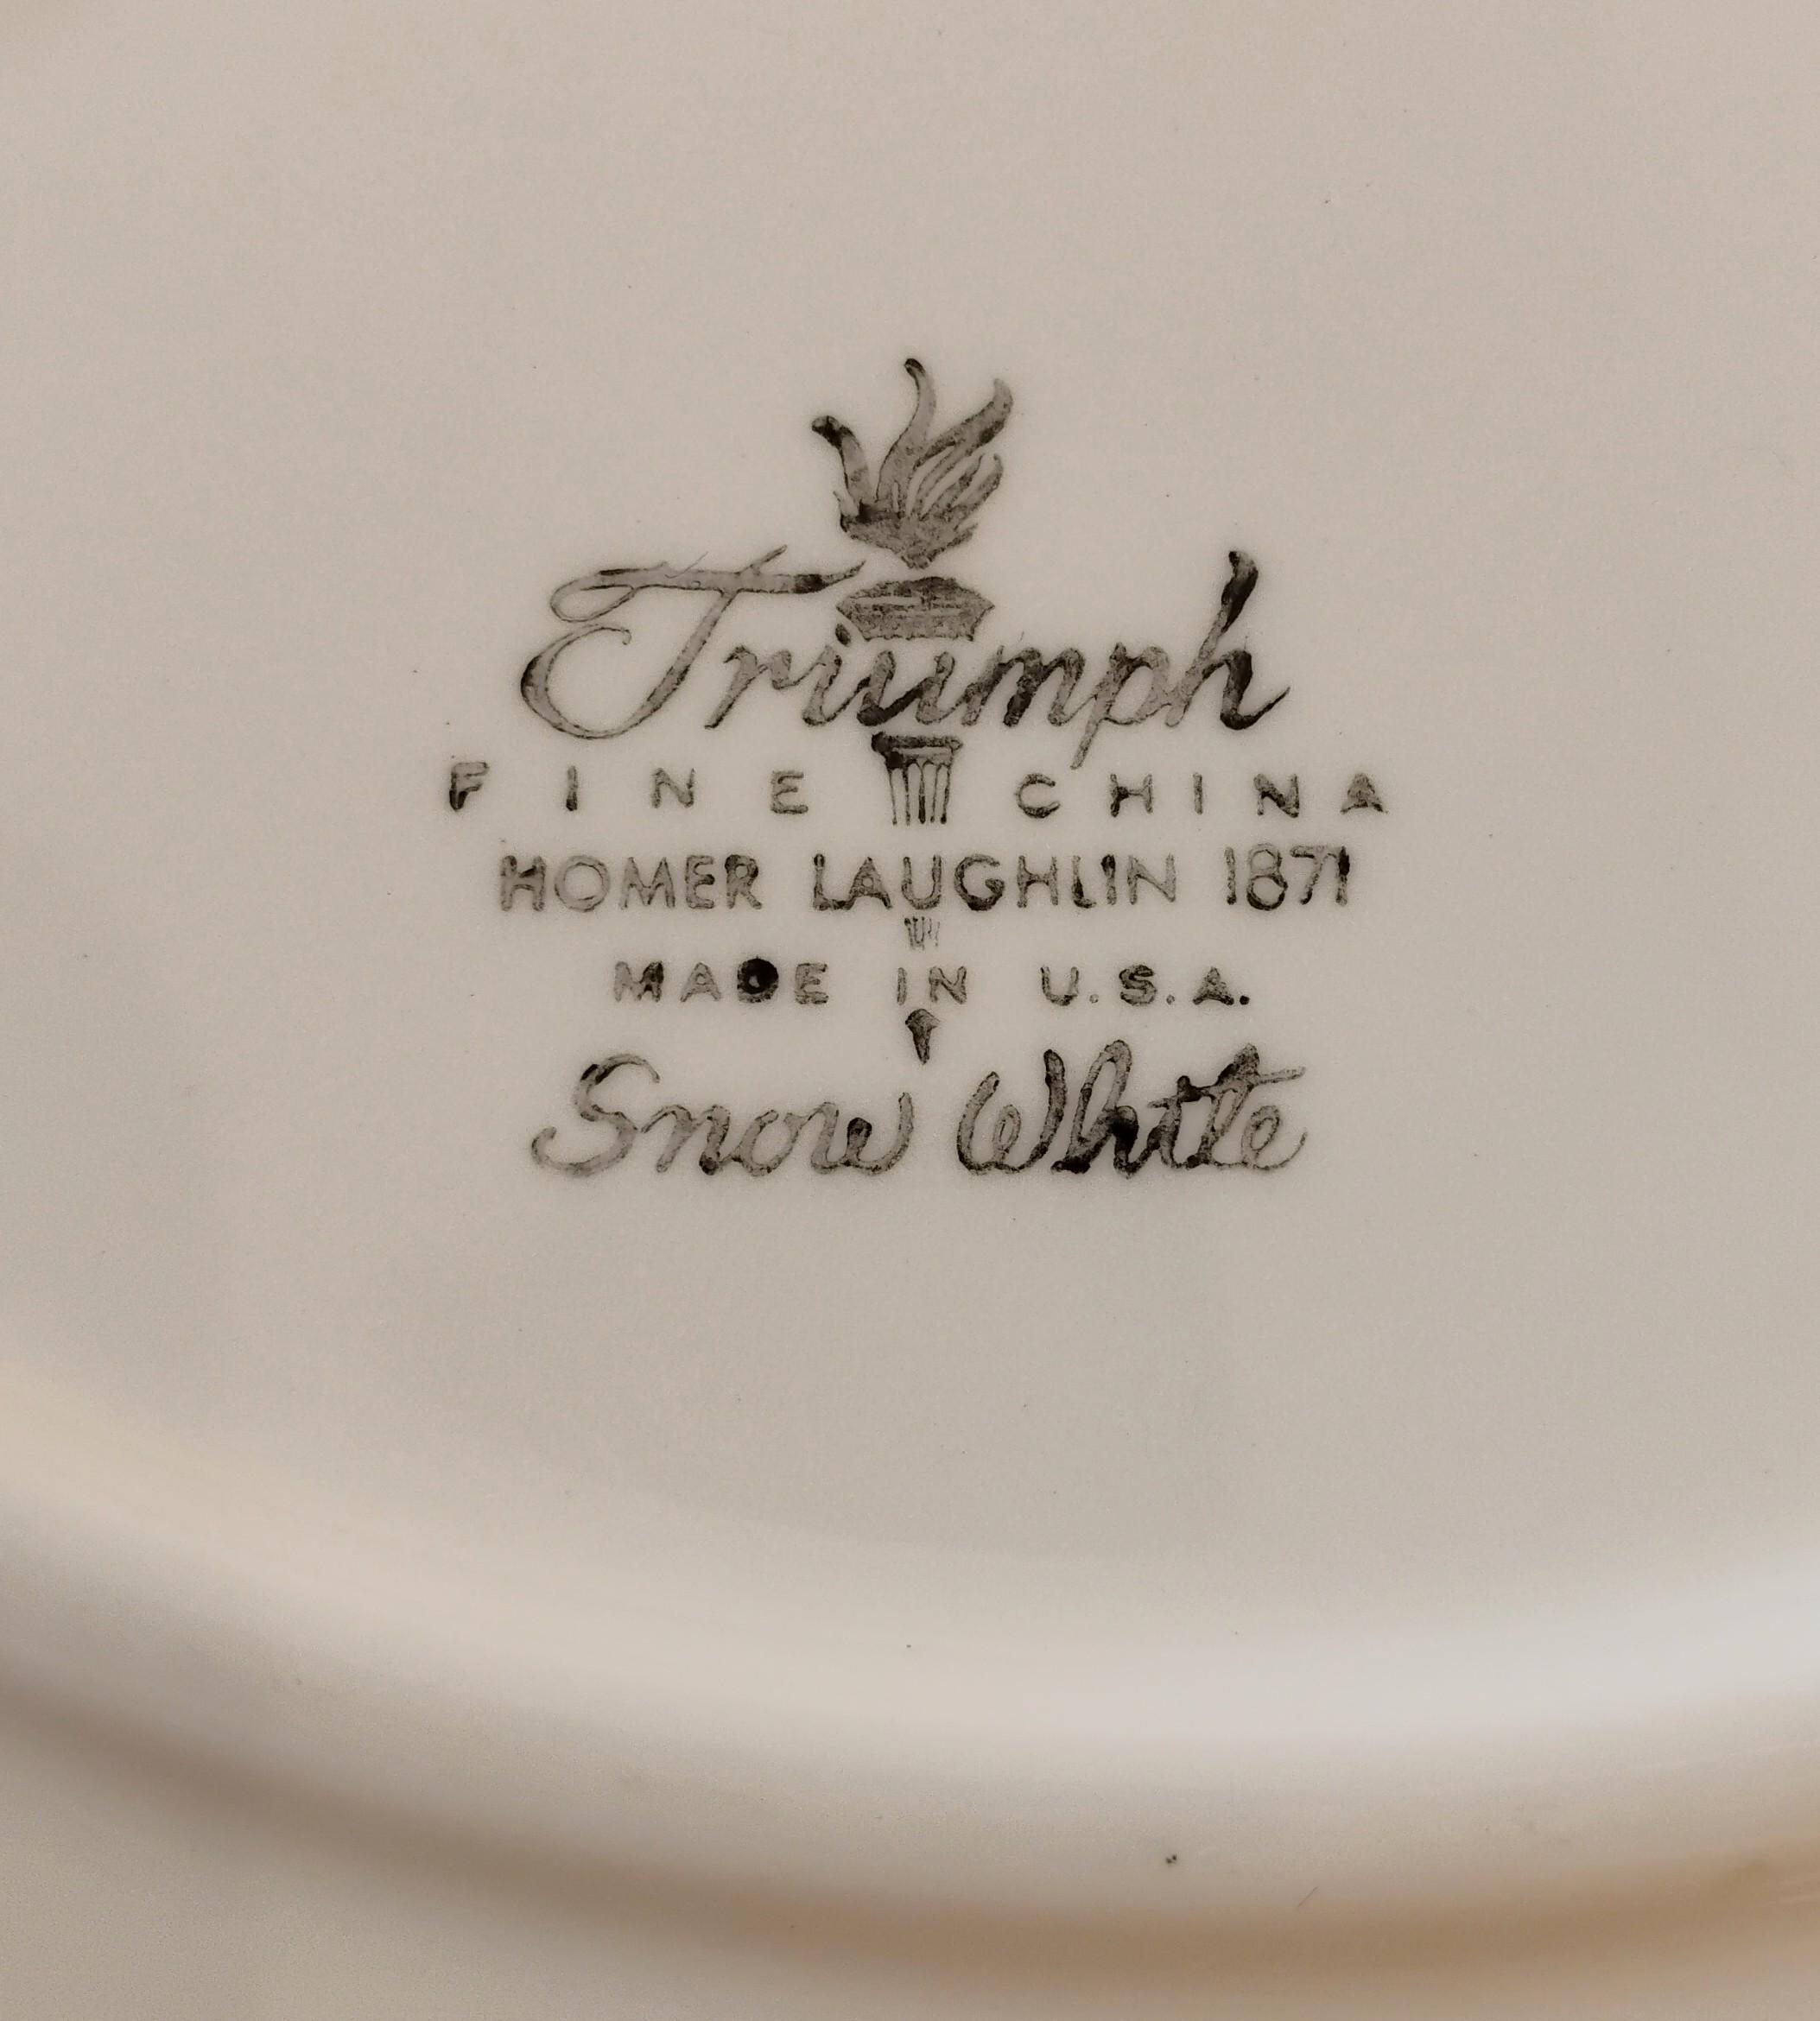 Triumph
FINE CHINA
HOMER LAUGHLIN 1871
MADE IN U.S.A.
Snow White